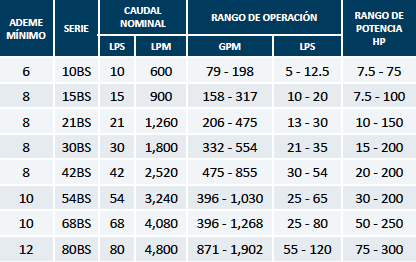 ADEME MÍNIMO | SERIE | CAUDAL NOMINAL | RANGO DE OPERACIÓN | RANGO DE POTENCIA HP
LPS | LPM | GPM | LPS
6 | 10BS | 10 | 600 | 79 - 198 | 5 - 12.5 | 7.5 - 75
8 | 15BS | 15 | 900 | 158 - 317 | 10 - 20 | 7.5 - 100
8 | 21BS | 21 | 1,260 | 206 - 475 | 13 - 30 | 10 - 150
8 | 30BS | 30 | 1,800 | 332 - 554 | 21 - 35 | 15 - 200
8 | 42BS | 42 | 2,520 | 475 - 855 | 30 - 54 | 20 - 200
10 | 54BS | 54 | 3,240 | 396 - 1,030 | 25 - 65 | 30 - 200
10 | 68BS | 68 | 4,080 | 396 - 1,268 | 25 - 80 | 50 - 250
12 | 80BS | 80 | 4,800 | 871 - 1,902 | 55 - 120 | 75 - 300